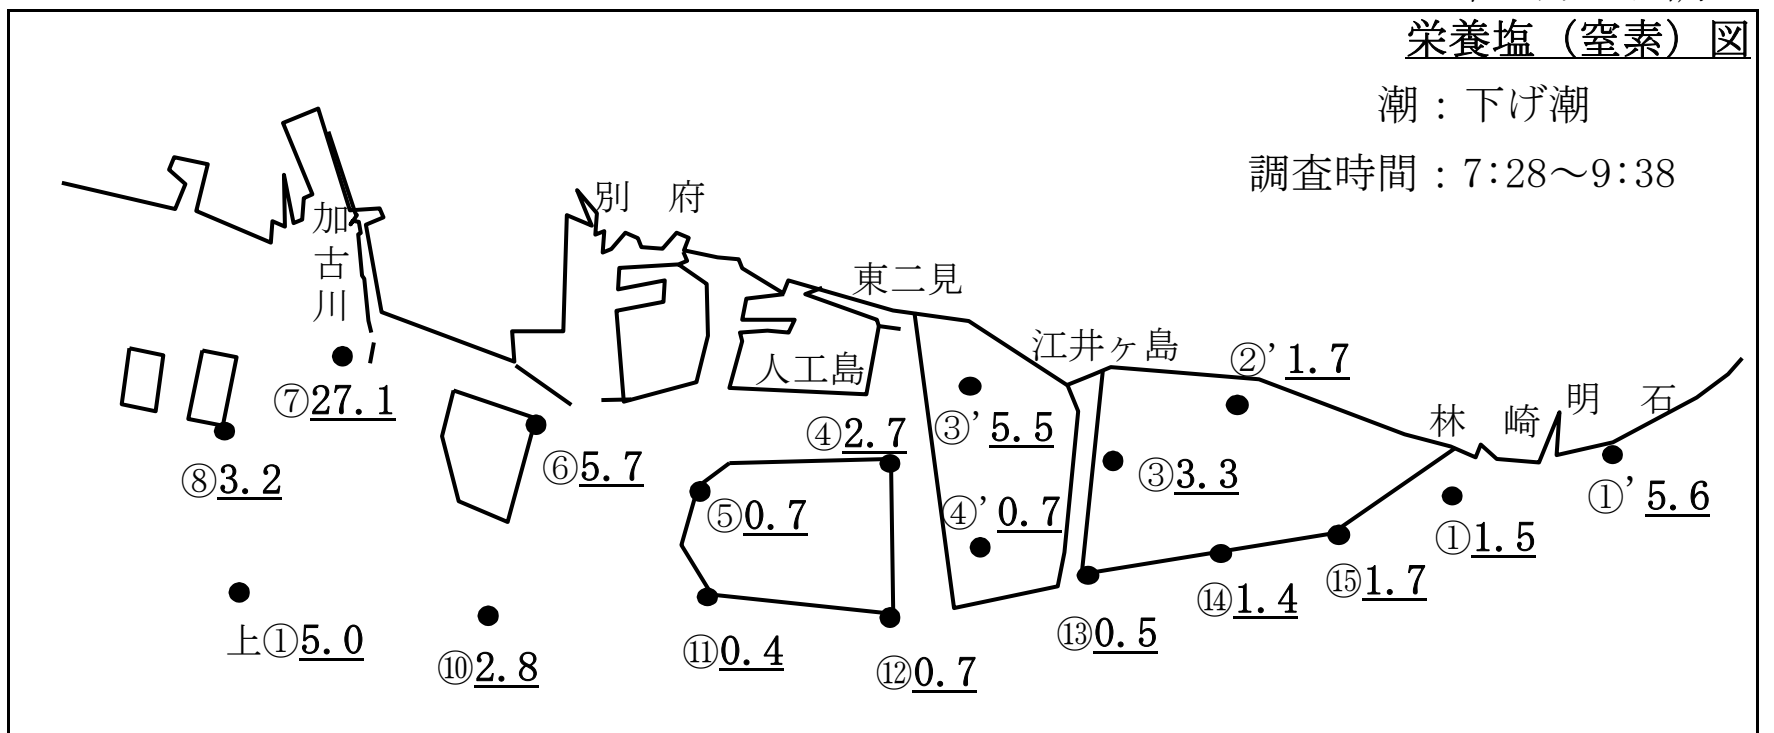 栄養塩（窒素）図
潮：下げ潮
調査時間：7:28～9:38
加古川
別　府
東二見
人工島
江井ヶ島
林　崎
明　石
②' 1.7
⑦27.1
③' 5.5
④2.7
⑥5.7
③3.3
⑧3.2
①' 5.6
⑤0.7
④' 0.7
①1.5
⑮1.7
⑭1.4
上①5.0
⑬0.5
⑩2.8
⑪0.4
⑫0.7